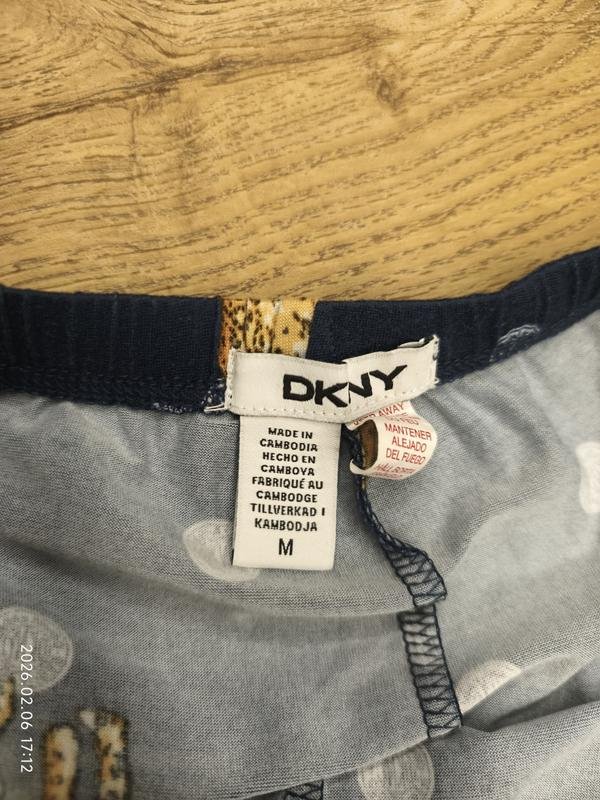 DKNY
MADE IN
CAMBODIA
HECHO EN
CAMBOYA
FABRIQUÉ AU
CAMBODGE
TILLVERKAD I
KAMBODJA
M
AWAY
MANTENER
ALEJADO
DEL FUEGO
2026.02.06 17:12